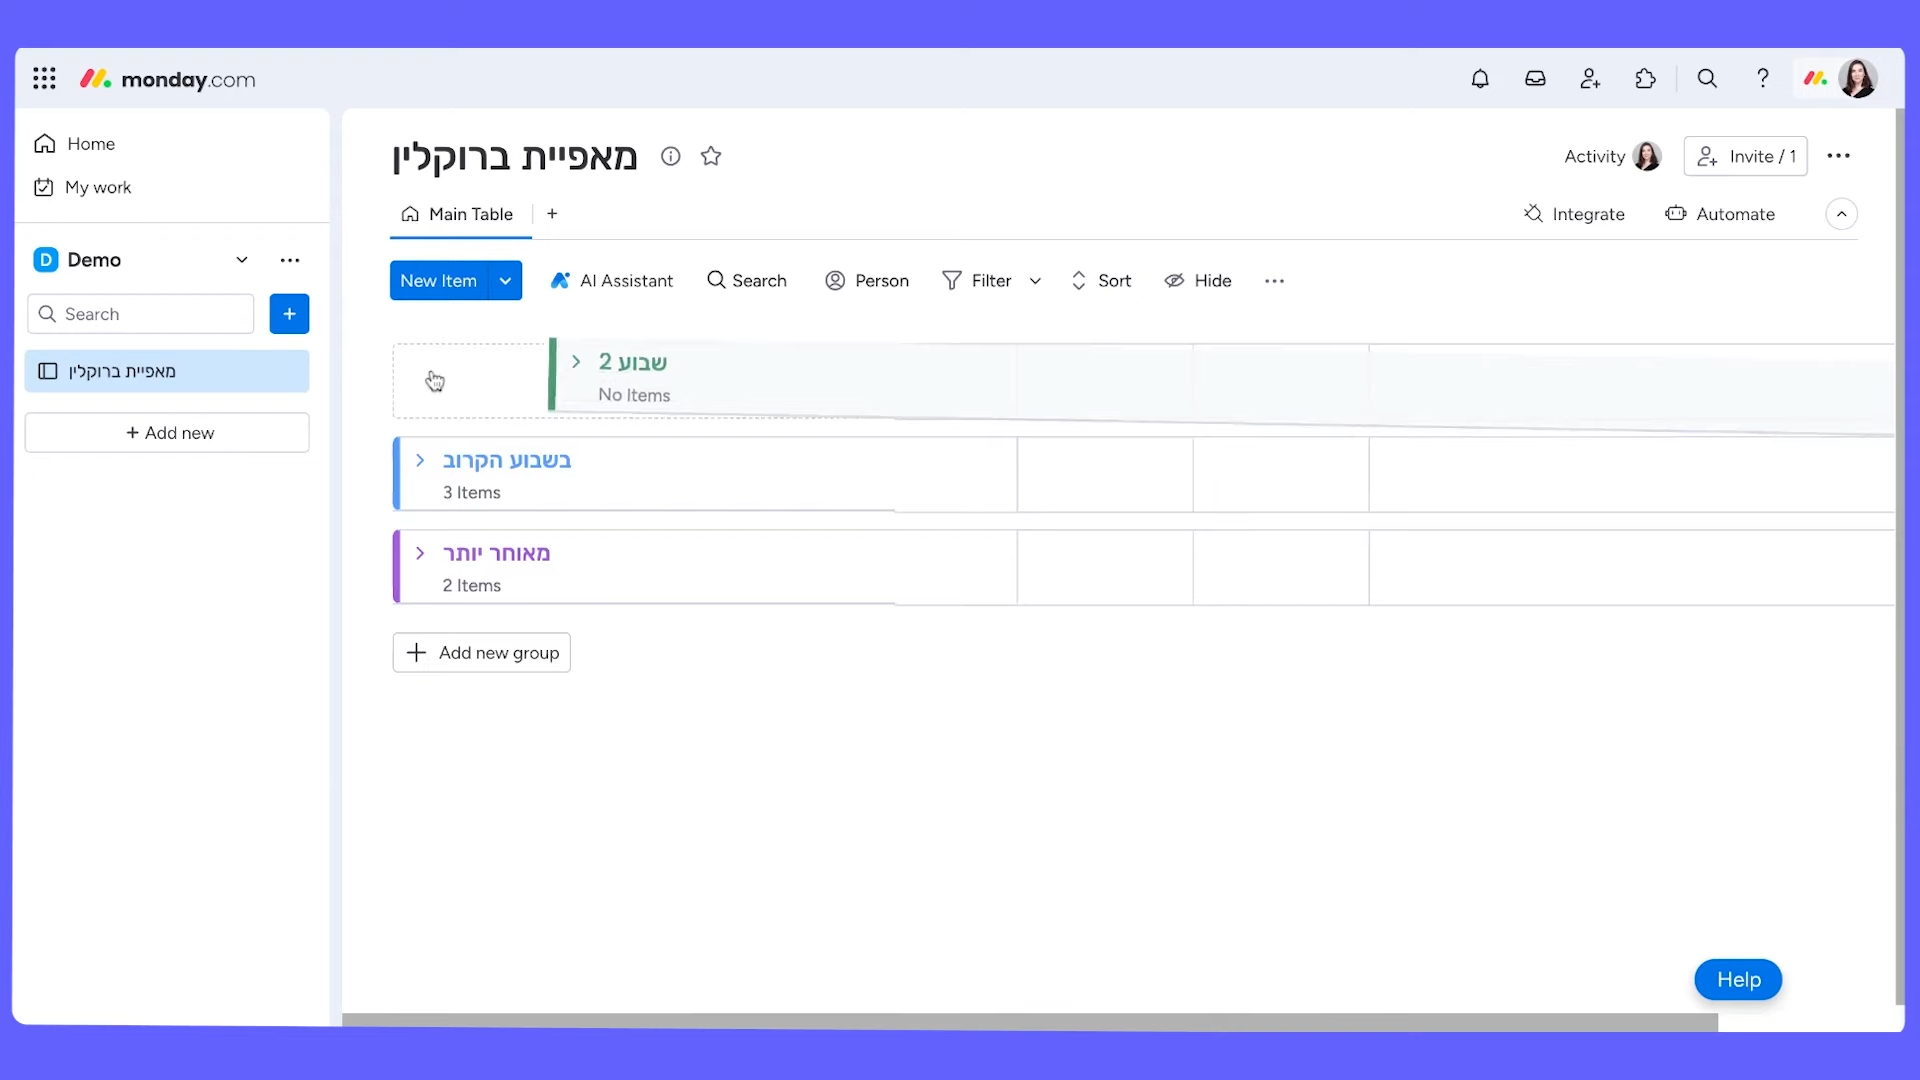 monday.com
Home
My work
D Demo
Search
+
מאפיית ברוקלין
+ Add new
מאפיית ברוקלין
Activity
Invite / 1
Main Table
+
Integrate
Automate
New Item
AI Assistant
Search
Person
Filter
Sort
Hide
שבוע 2
No Items
בשבוע הקרוב
3 Items
מאוחר יותר
2 Items
+ Add new group
Help